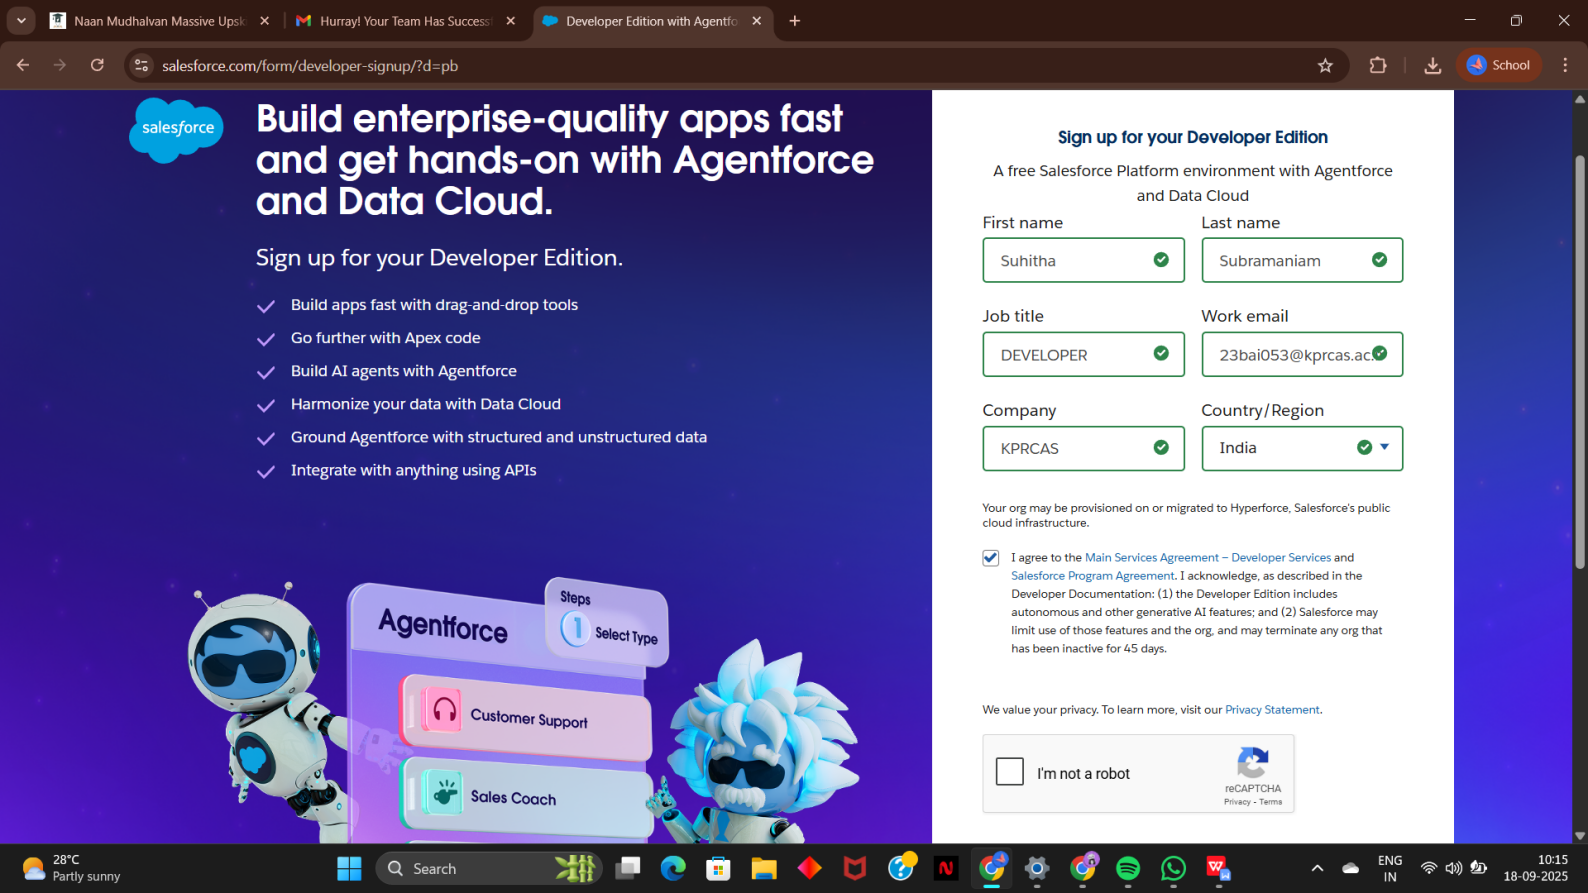 Naan Mudhalvan Massive Upsk
Hurray! Your Team Has Successf
Developer Edition with Agentfo
salesforce.com/form/developer-signup/?d=pb
School
salesforce
Build enterprise-quality apps fast
and get hands-on with Agentforce
and Data Cloud.
Sign up for your Developer Edition.
Build apps fast with drag-and-drop tools
Go further with Apex code
Build AI agents with Agentforce
Harmonize your data with Data Cloud
Ground Agentforce with structured and unstructured data
Integrate with anything using APIs
Agentforce
Steps
1 Select Type
Customer Support
Sales Coach
Sign up for your Developer Edition
A free Salesforce Platform environment with Agentforce
and Data Cloud
First name Last name
Suhitha Subramaniam
Job title Work email
DEVELOPER 23bai053@kprcas.ac.
Company Country/Region
KPRCAS India
Your org may be provisioned on or migrated to Hyperforce, Salesforce's public
cloud infrastructure.
I agree to the Main Services Agreement – Developer Services and
Salesforce Program Agreement. I acknowledge, as described in the
Developer Documentation: (1) the Developer Edition includes
autonomous and other generative AI features; and (2) Salesforce may
limit use of those features and the org, and may terminate any org that
has been inactive for 45 days.
We value your privacy. To learn more, visit our Privacy Statement.
I'm not a robot
reCAPTCHA
Privacy - Terms
28°C
Partly sunny
Search
ENG
IN
10:15
18-09-2025